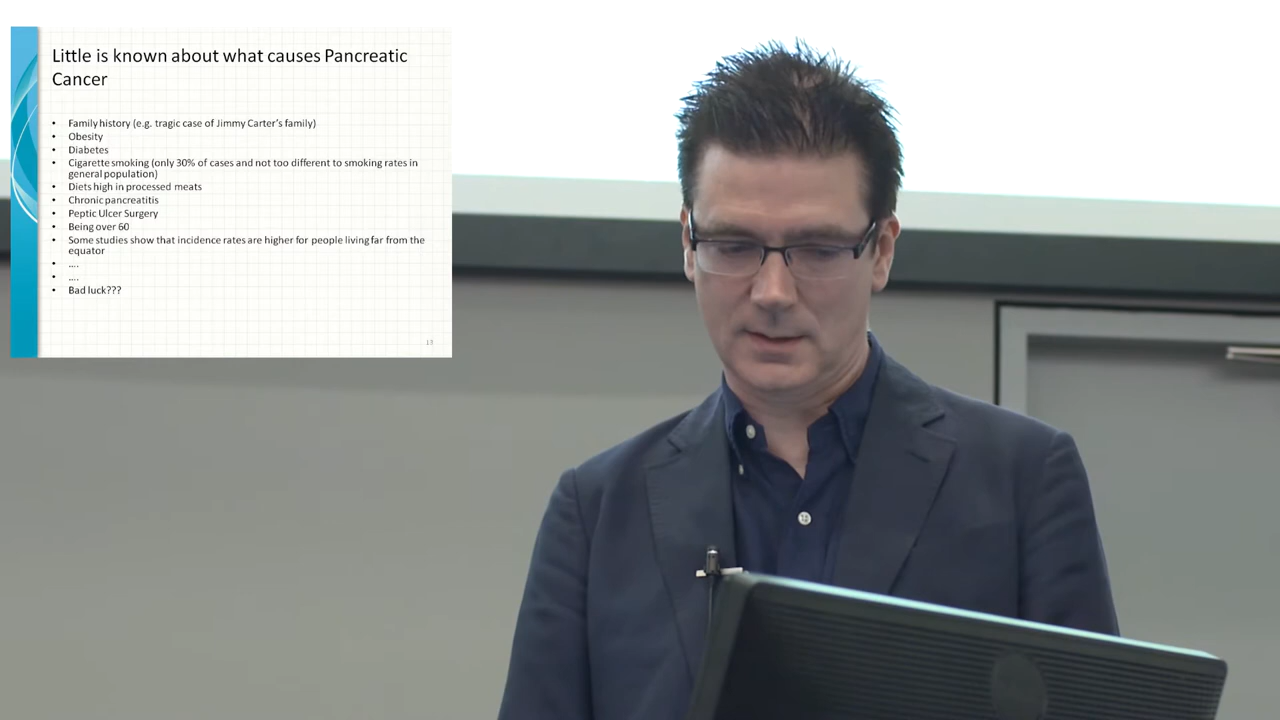 Little is known about what causes Pancreatic
Cancer
• Family history (e.g. tragic case of Jimmy Carter's family)
• Obesity
• Diabetes
• Cigarette smoking (only 30% of cases and not too different to smoking rates in
general population)
• Diets high in processed meats
• Chronic pancreatitis
• Peptic Ulcer Surgery
• Being over 60
• Some studies show that incidence rates are higher for people living far from the
equator
• ....
• ....
• Bad luck???